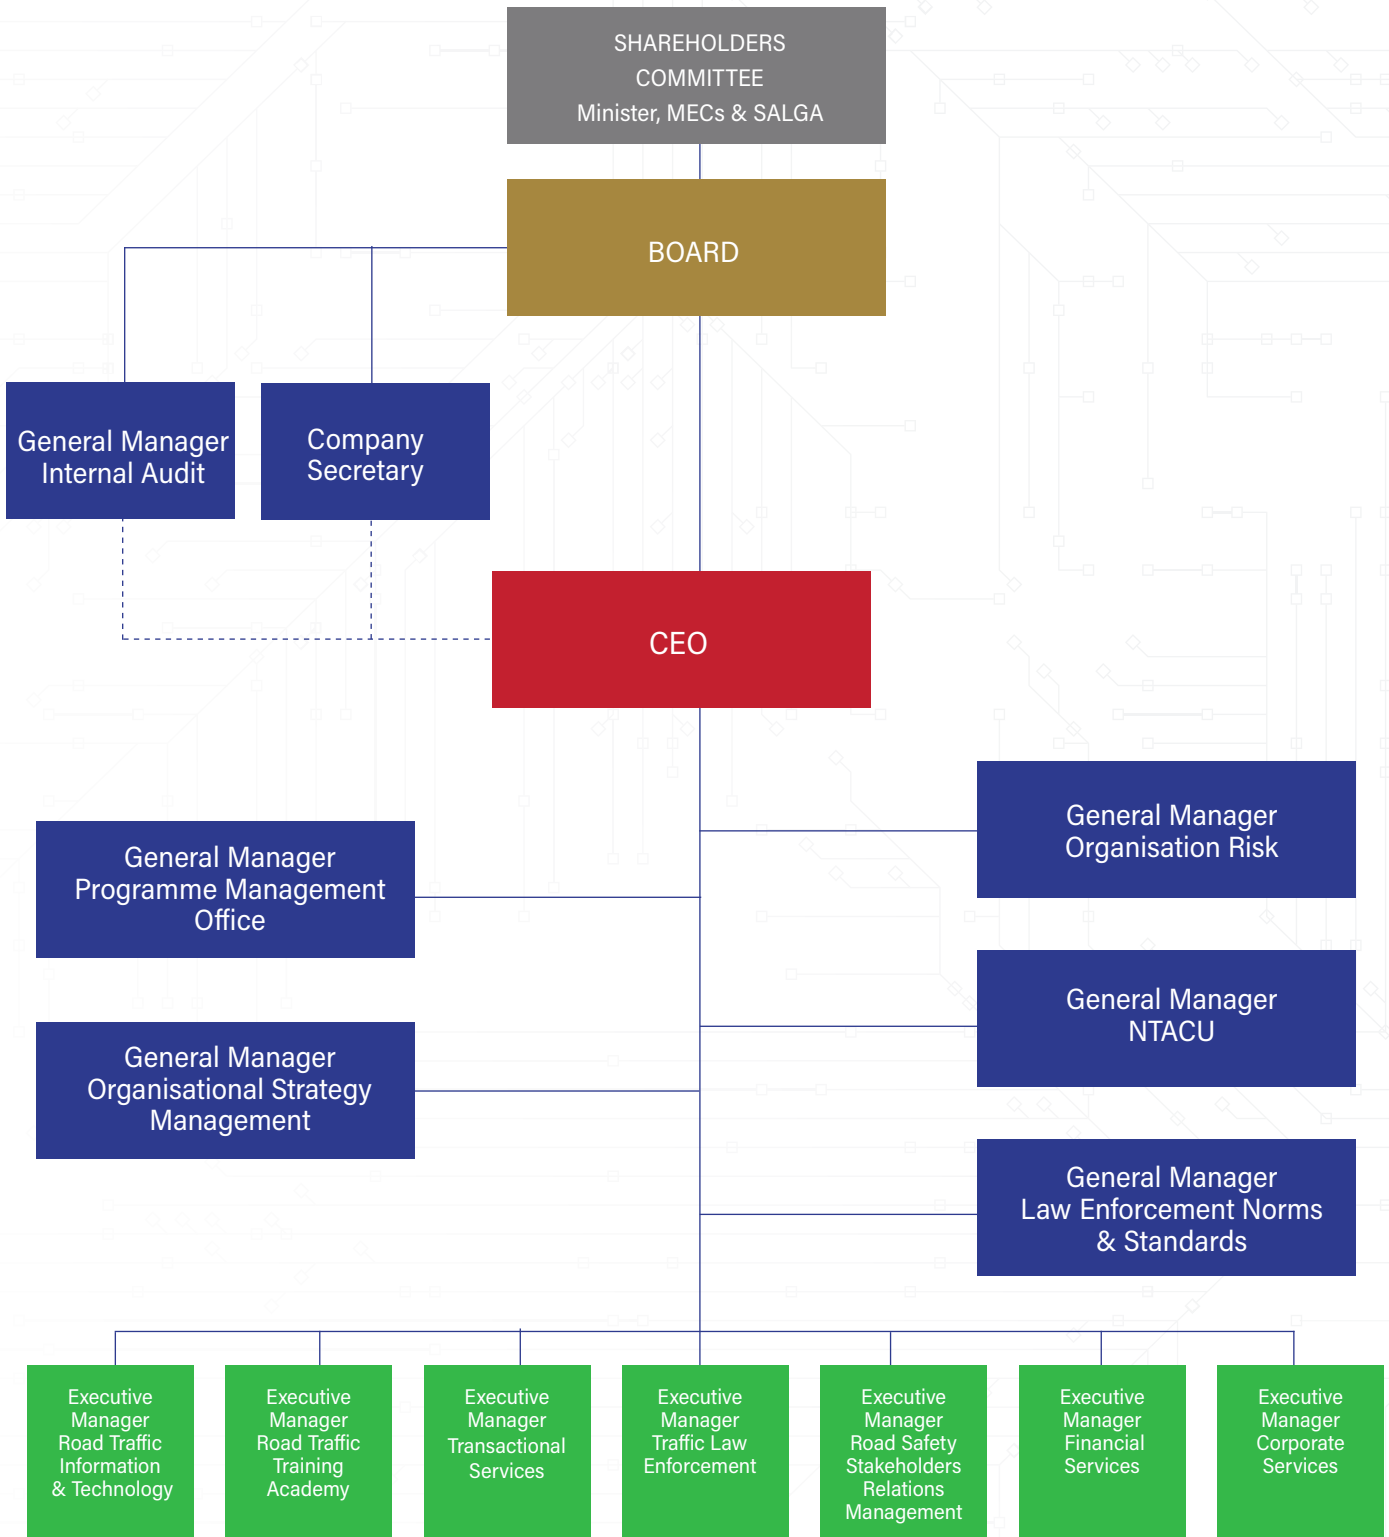 SHAREHOLDERS
COMMITTEE
Minister, MECs & SALGA
BOARD
General Manager
Internal Audit
Company
Secretary
CEO
General Manager
Organisation Risk
General Manager
Programme Management
Office
General Manager
NTACU
General Manager
Organisational Strategy
Management
General Manager
Law Enforcement Norms
& Standards
Executive
Manager
Road Traffic
Information
& Technology
Executive
Manager
Road Traffic
Training
Academy
Executive
Manager
Transactional
Services
Executive
Manager
Traffic Law
Enforcement
Executive
Manager
Road Safety
Stakeholders
Relations
Management
Executive
Manager
Financial
Services
Executive
Manager
Corporate
Services